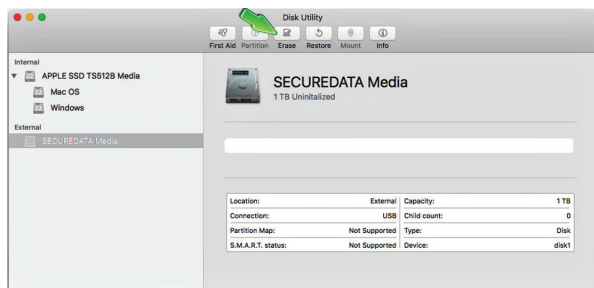 Disk Utility
First Aid Partition Erase Restore Mount Info
Internal
APPLE SSD TS512B Media
Mac OS
Windows
External
SECUREDATA Media
SECUREDATA Media
1 TB Uninitalized
Location: External Capacity: 1 TB
Connection: USB Child count: 0
Partition Map: Not Supported Type: Disk
S.M.A.R.T. status: Not Supported Device: disk1